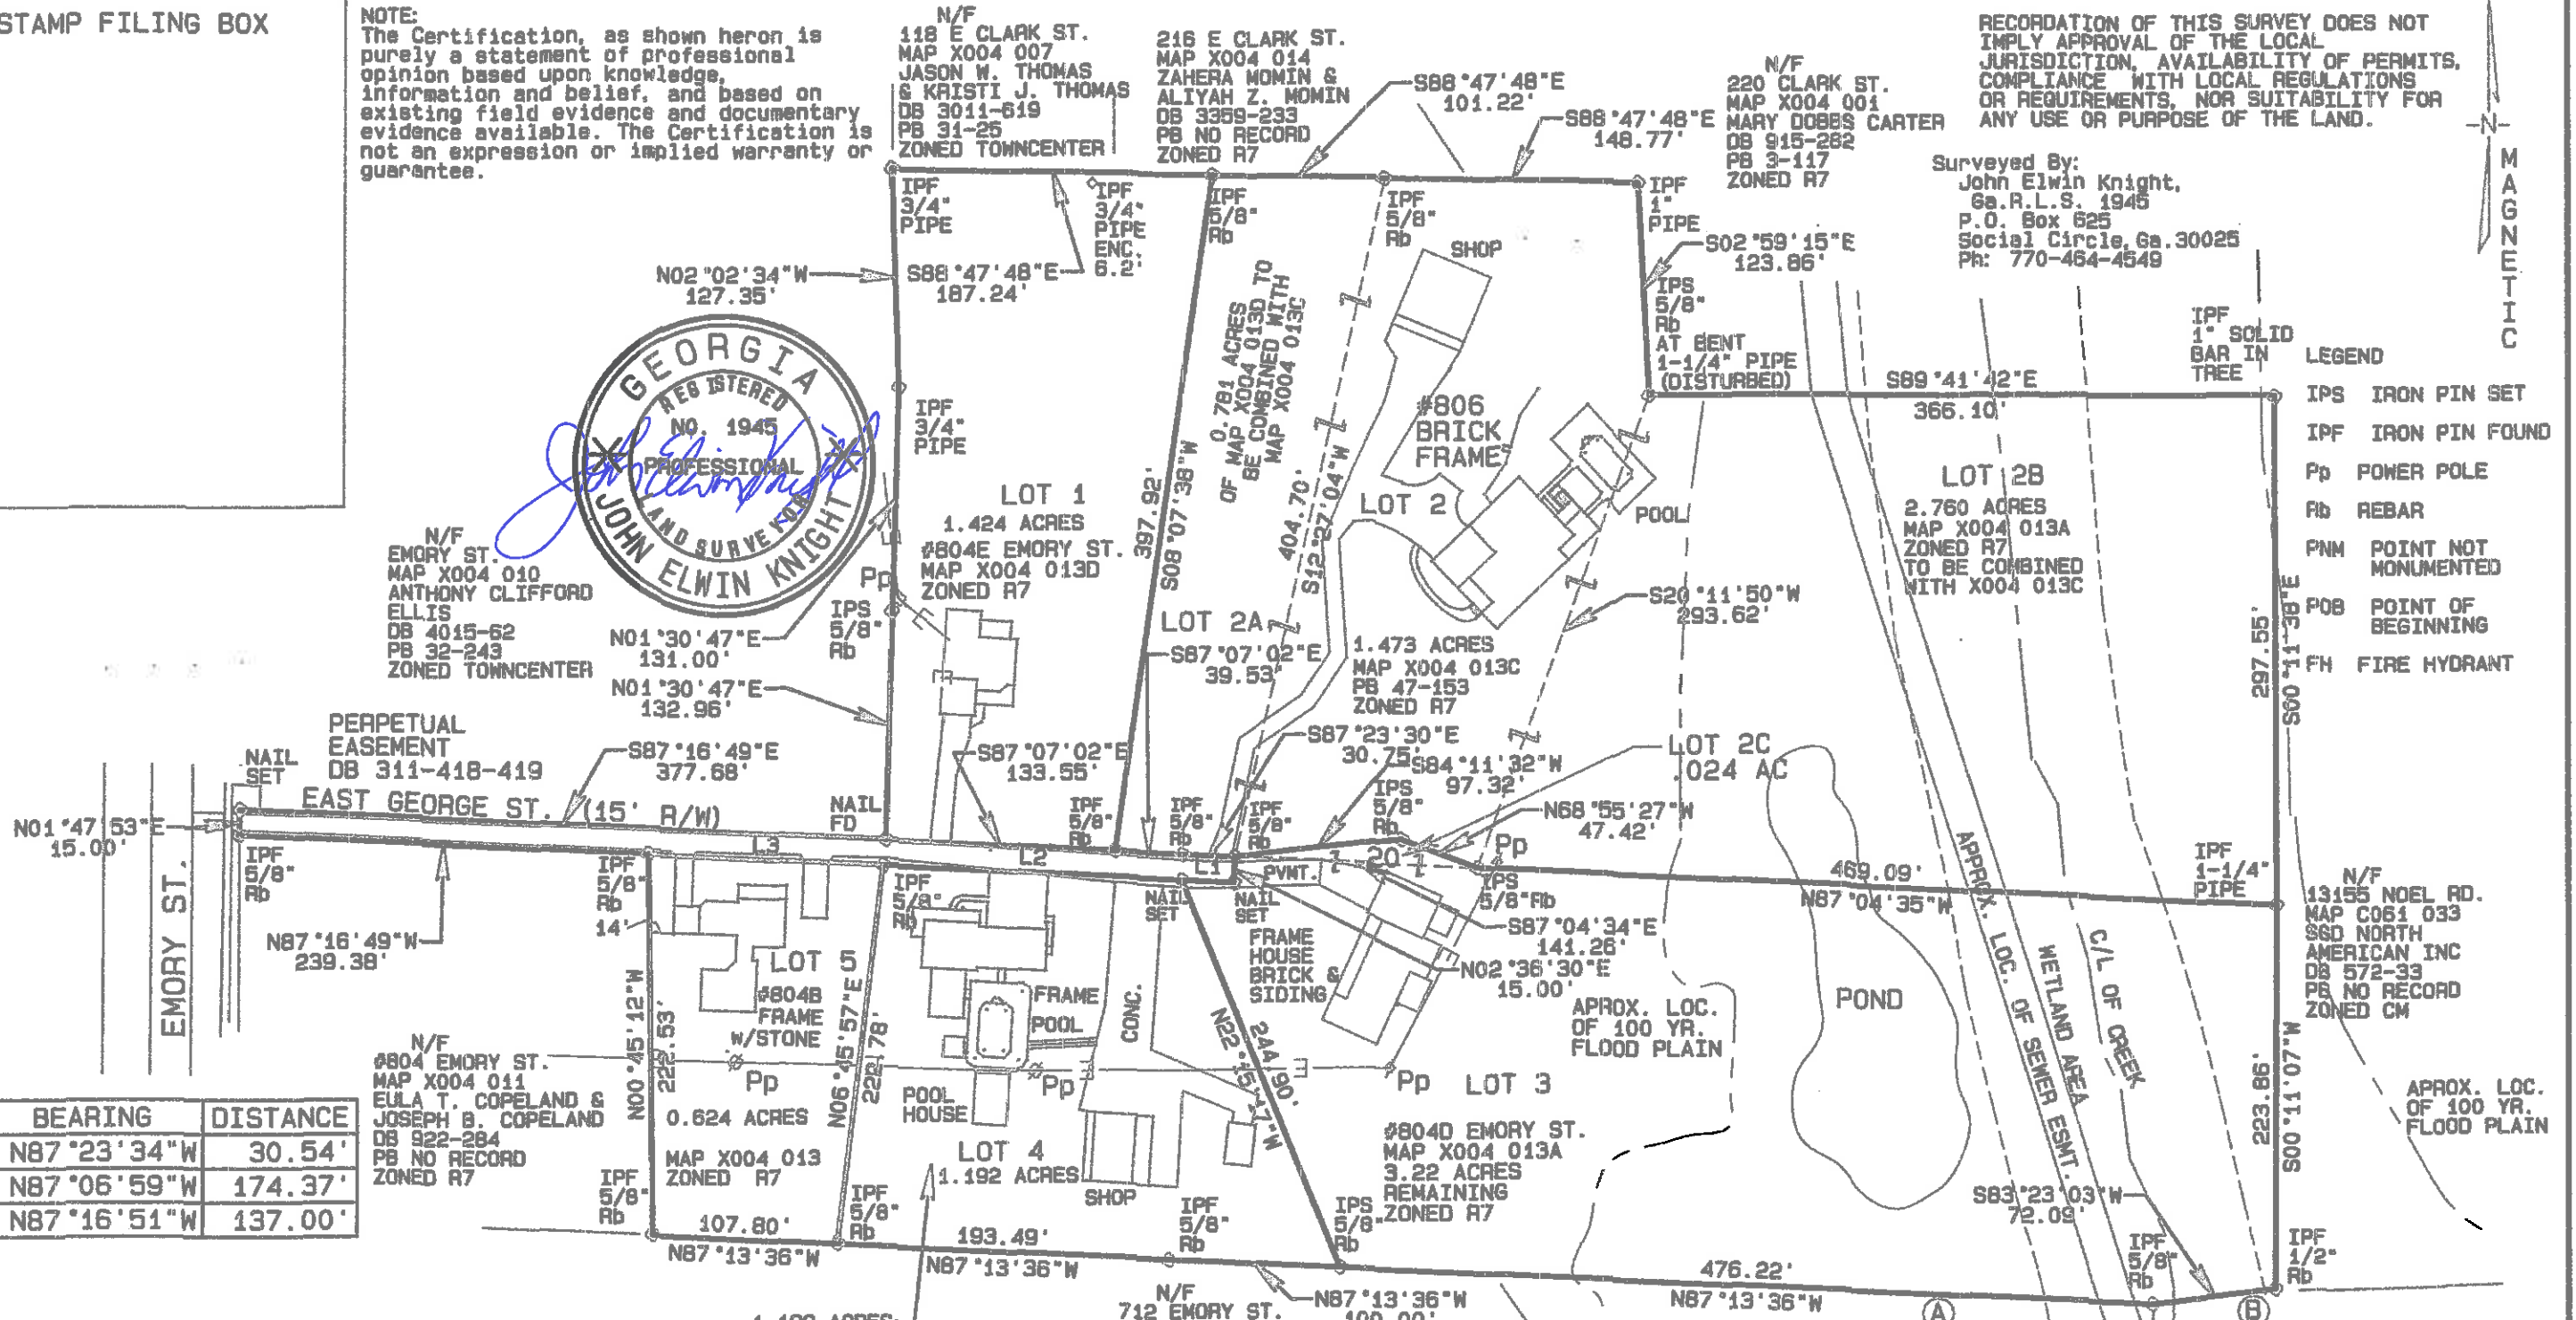 STAMP FILING BOX
NOTE:
The Certification, as shown heron is
purely a statement of professional
opinion based upon knowledge,
information and belief, and based on
existing field evidence and documentary
evidence available. The Certification is
not an expression or implied warranty or
guarantee.
N/F
118 E CLARK ST.
MAP X004 007
JASON W. THOMAS
& KRISTI J. THOMAS
DB 3011-619
PB 31-25
ZONED TOWNCENTER
216 E CLARK ST.
MAP X004 014
ZAHERA MOMIN &
ALIYAH Z. MOMIN
DB 3359-233
PB NO RECORD
ZONED R7
S88°47'48"E
101.22'
S88°47'48"E
148.77'
N/F
220 CLARK ST.
MAP X004 001
MARY DOBBS CARTER
DB 915-282
PB 3-117
ZONED R7
RECORDATION OF THIS SURVEY DOES NOT
IMPLY APPROVAL OF THE LOCAL
JURISDICTION, AVAILABILITY OF PERMITS,
COMPLIANCE WITH LOCAL REGULATIONS
OR REQUIREMENTS, NOR SUITABILITY FOR
ANY USE OR PURPOSE OF THE LAND.
Surveyed By:
John Elwin Knight,
Ga.R.L.S. 1945
P.O. Box 625
Social Circle, Ga.30025
Ph: 770-464-4549
-N-
MAGNETIC
IPF
3/4"
PIPE
IPF
3/4"
PIPE
ENC.
6.2'
IPF
5/8"
Rb
IPF
5/8"
Rb
IPF
1"
PIPE
SHOP
S02°59'15"E
123.86'
N02°02'34"W
127.35'
S88°47'48"E
187.24'
0.781 ACRES
OF MAP X004 013D TO
BE COMBINED WITH
MAP X004 013C
IPS
5/8"
Rb
AT BENT
1-1/4" PIPE
(DISTURBED)
IPF
1" SOLID
BAR IN
TREE
S89°41'42"E
366.10'
LEGEND
IPS IRON PIN SET
IPF IRON PIN FOUND
Pp POWER POLE
Rb REBAR
PNM POINT NOT
MONUMENTED
POB POINT OF
BEGINNING
FH FIRE HYDRANT
GEORGIA
REGISTERED
NO. 1945
PROFESSIONAL
LAND SURVEYOR
JOHN ELWIN KNIGHT
John Elwin Knight
IPF
3/4"
PIPE
#806
BRICK
FRAME
LOT 1
1.424 ACRES
#804E EMORY ST.
MAP X004 013D
ZONED R7
397.92'
S08°07'38"W
404.70'
S12°27'04"W
LOT 2
POOL
LOT 2B
2.760 ACRES
MAP X004 013A
ZONED R7
TO BE COMBINED
WITH X004 013C
N/F
EMORY ST.
MAP X004 010
ANTHONY CLIFFORD
ELLIS
DB 4015-62
PB 32-243
ZONED TOWNCENTER
Pp
IPS
5/8"
Rb
N01°30'47"E
131.00'
N01°30'47"E
132.96'
LOT 2A
S87°07'02"E
39.53'
1.473 ACRES
MAP X004 013C
PB 47-153
ZONED R7
S20°11'50"W
293.62'
297.55'
S00°11'38"E
PERPETUAL
EASEMENT
DB 311-418-419
S87°16'49"E
377.68'
NAIL
SET
EAST GEORGE ST. (15' R/W)
NAIL
FD
S87°07'02"E
133.55'
S87°23'30"E
30.75'
S84°11'32"W
97.32'
LOT 2C
.024 AC
N68°55'27"W
47.42'
N01°47'53"E
15.00'
IPF
5/8"
Rb
EMORY ST.
N87°16'49"W
239.38'
L3
L2
L1
20
IPF
5/8"
Rb
IPF
5/8"
Rb
IPF
5/8"
Rb
IPS
5/8"
Rb
Pp
PVMT.
IPF
5/8"
Rb
14'
IPF
5/8"
Rb
NAIL
SET
NAIL
SET
IPS
5/8"Rb
469.09'
N87°04'35"W
IPF
1-1/4"
PIPE
S87°04'34"E
141.26'
N02°36'30"E
15.00'
FRAME
HOUSE
BRICK &
SIDING
N/F
13155 NOEL RD.
MAP C061 033
SGD NORTH
AMERICAN INC
DB 572-33
PB NO RECORD
ZONED CM
LOT 5
#804B
FRAME
W/STONE
N00°45'12"W
222.53'
N06°45'57"E
222.78'
FRAME
POOL
CONC.
244.90'
N22°45'47"W
APROX. LOC.
OF 100 YR.
FLOOD PLAIN
POND
APPROX. LOC. OF SEWER ESMT.
WETLAND AREA
C/L OF CREEK
N/F
#804 EMORY ST.
MAP X004 011
EULA T. COPELAND &
JOSEPH B. COPELAND
DB 922-284
PB NO RECORD
ZONED R7
Pp
POOL
HOUSE
Pp
Pp
LOT 3
#804D EMORY ST.
MAP X004 013A
3.22 ACRES
REMAINING
ZONED R7
223.86'
S00°11'07"W
APROX. LOC.
OF 100 YR.
FLOOD PLAIN
BEARING DISTANCE
N87°23'34"W 30.54'
N87°06'59"W 174.37'
N87°16'51"W 137.00'
0.624 ACRES
MAP X004 013
ZONED R7
LOT 4
1.192 ACRES
SHOP
IPF
5/8"
Rb
IPF
5/8"
Rb
IPF
5/8"
Rb
IPS
5/8"
Rb
S83°23'03"W
72.09'
IPF
5/8"
Rb
IPF
1/2"
Rb
107.80'
N87°13'36"W
193.49'
N87°13'36"W
N87°13'36"W
476.22'
N87°13'36"W
A
B
N/F
712 EMORY ST.